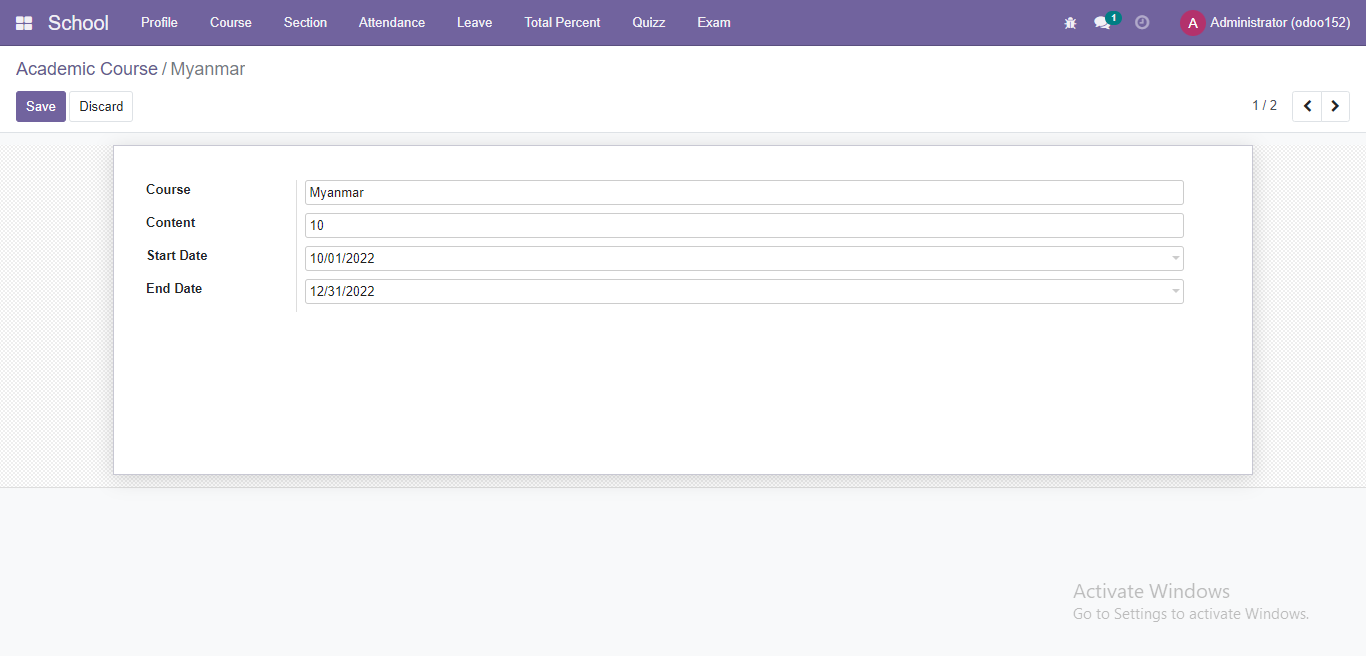 School Profile Course Section Attendance Leave Total Percent Quizz Exam 1 A Administrator (odoo152)
Academic Course / Myanmar
Save Discard 1 / 2
Course Myanmar
Content 10
Start Date 10/01/2022
End Date 12/31/2022
Activate Windows
Go to Settings to activate Windows.